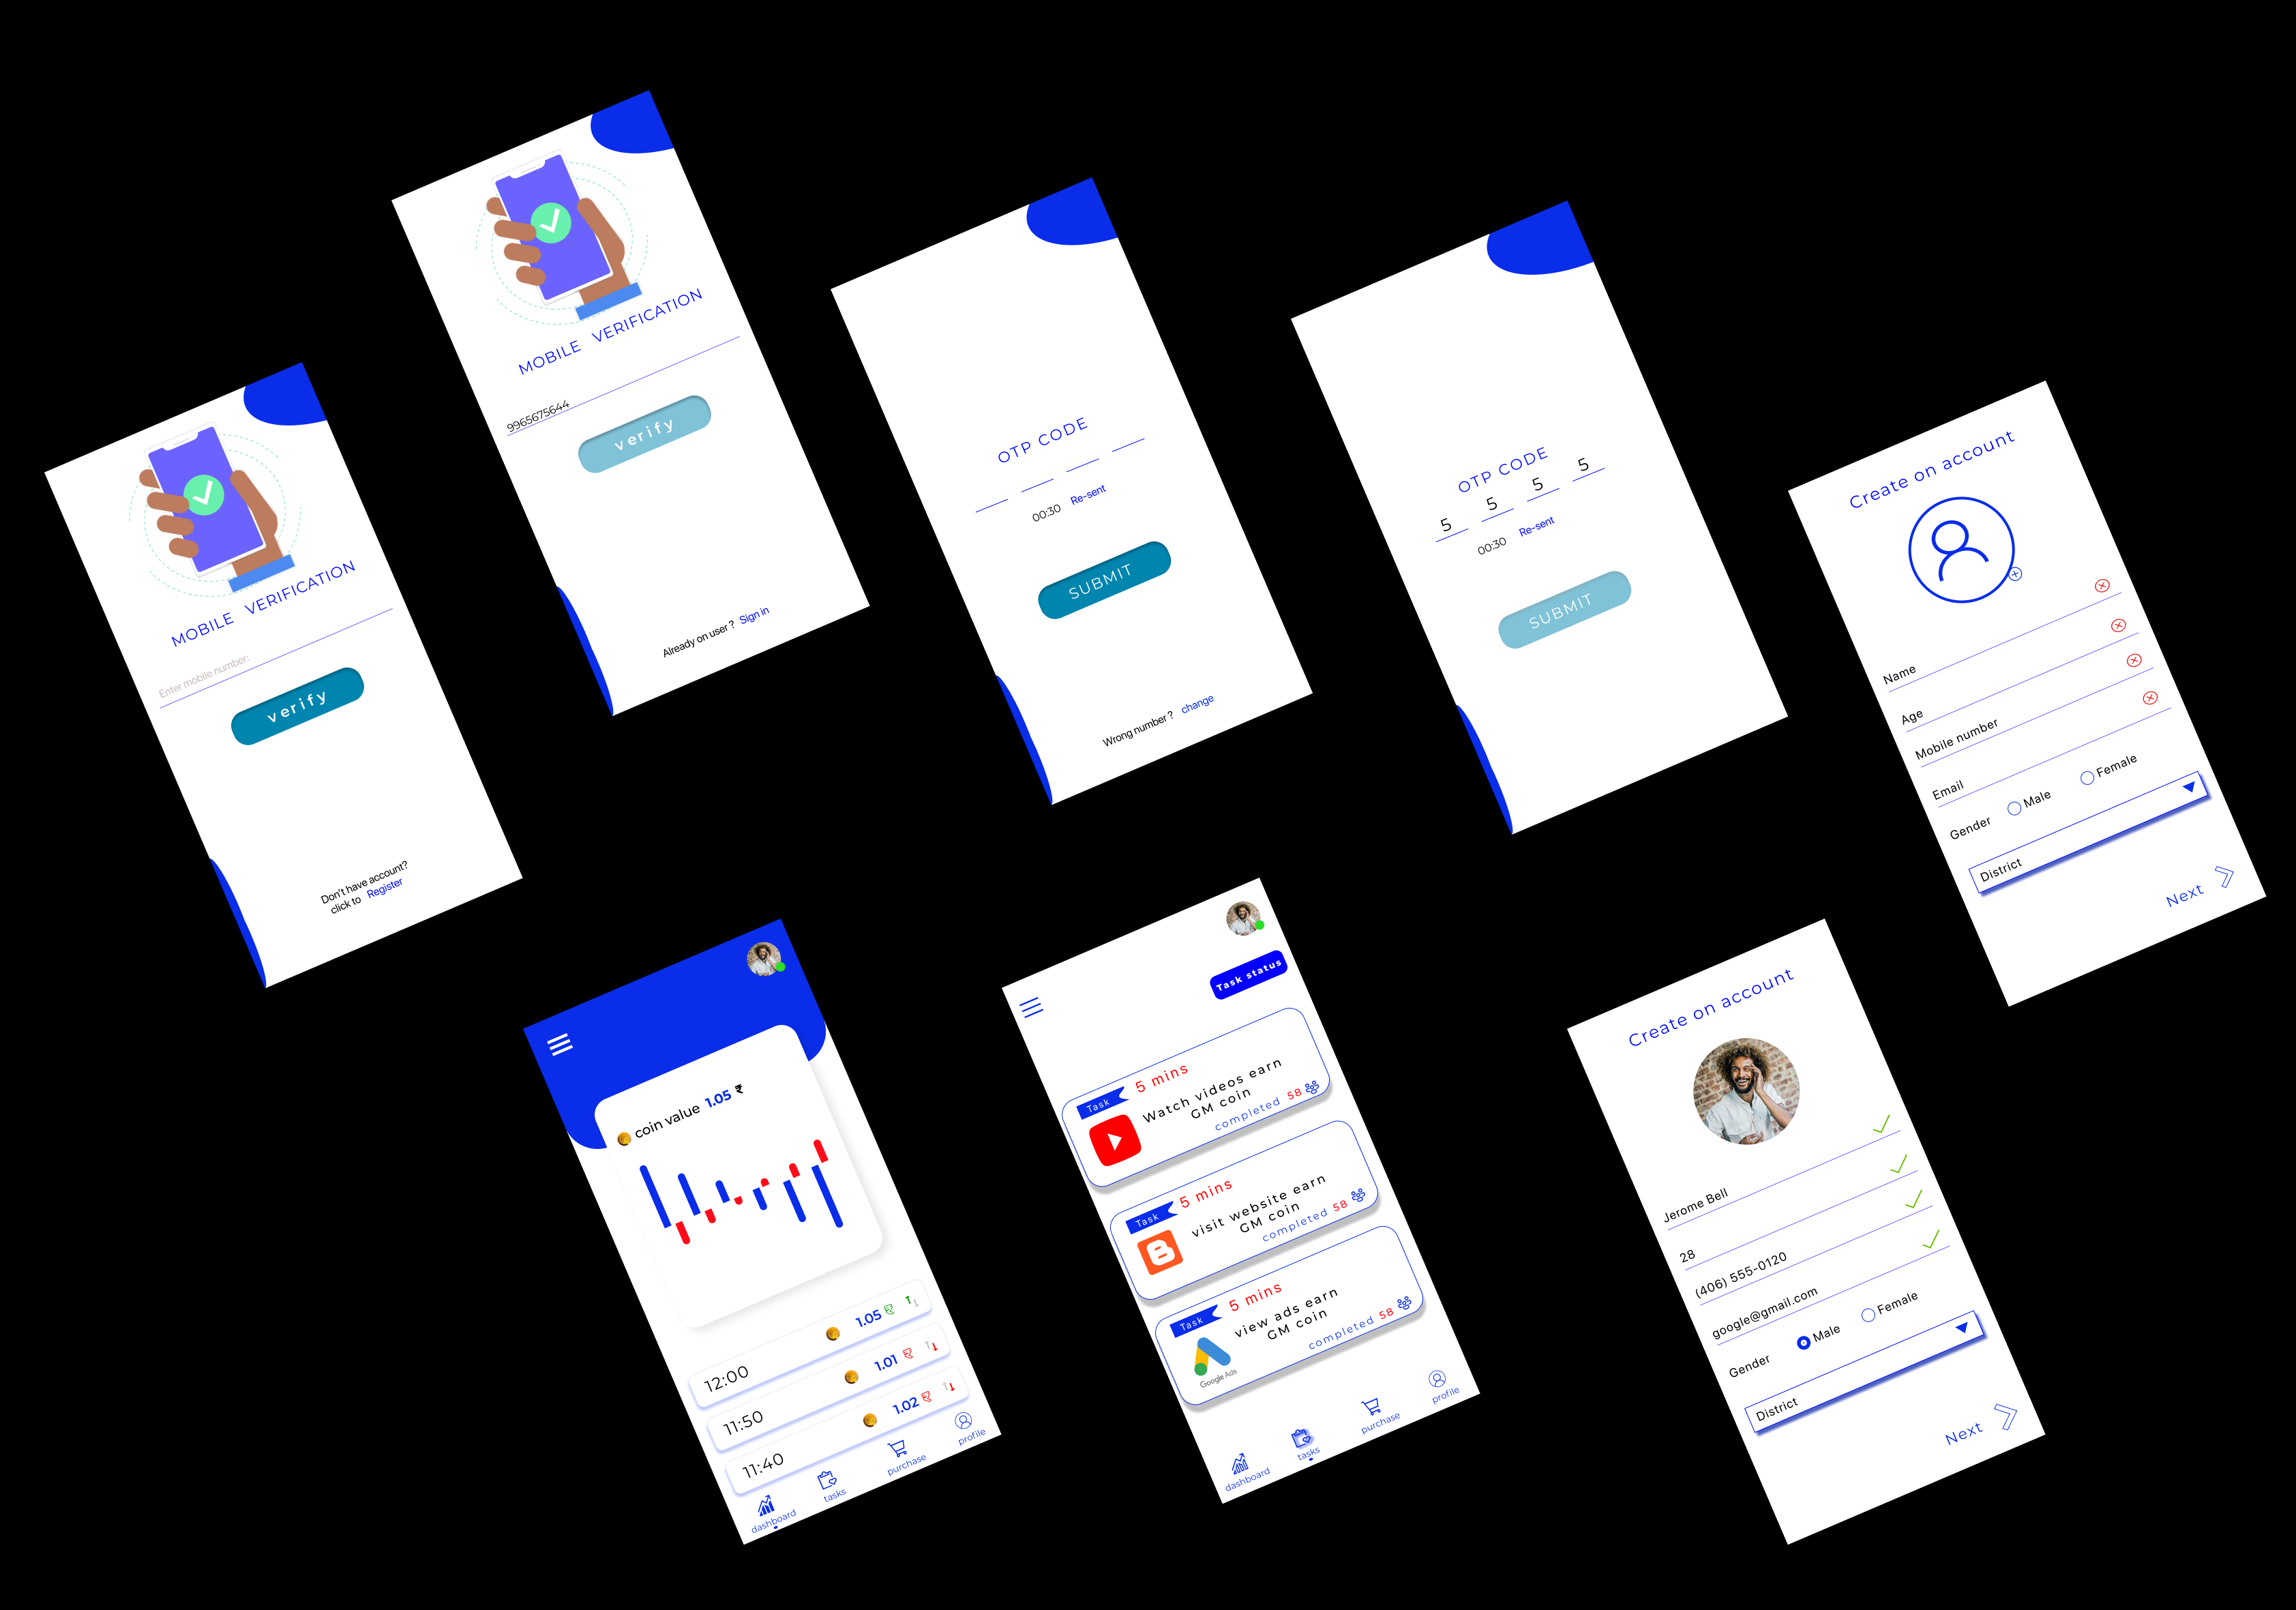 MOBILE VERIFICATION
Enter mobile number:
verify
Don't have account?
click to Register
MOBILE VERIFICATION
9965675644
verify
Already on user ? Sign in
OTP CODE
00:30 Re-sent
SUBMIT
Wrong number ? change
OTP CODE
5 5 5 5
00:30 Re-sent
SUBMIT
Create on account
Name
Age
Mobile number
Email
Gender Male Female
District
Next
coin value 1.05 ₹
12:00 1.05
11:50 1.01
11:40 1.02
dashboard tasks purchase profile
Task status
Task 5 mins
Watch videos earn
GM coin
completed 58
Task 5 mins
visit website earn
GM coin
completed 58
Task 5 mins
view ads earn
GM coin
Google Ads
completed 58
dashboard tasks purchase profile
Create on account
Jerome Bell
28
(406) 555-0120
google@gmail.com
Gender Male Female
District
Next